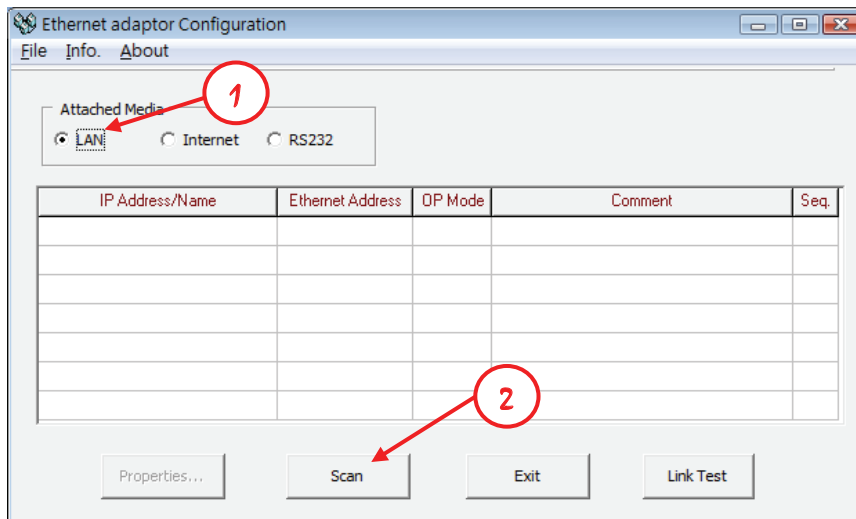 Ethernet adaptor Configuration
File Info. About
1
Attached Media
LAN Internet RS232
IP Address/Name Ethernet Address OP Mode Comment Seq.
2
Properties... Scan Exit Link Test